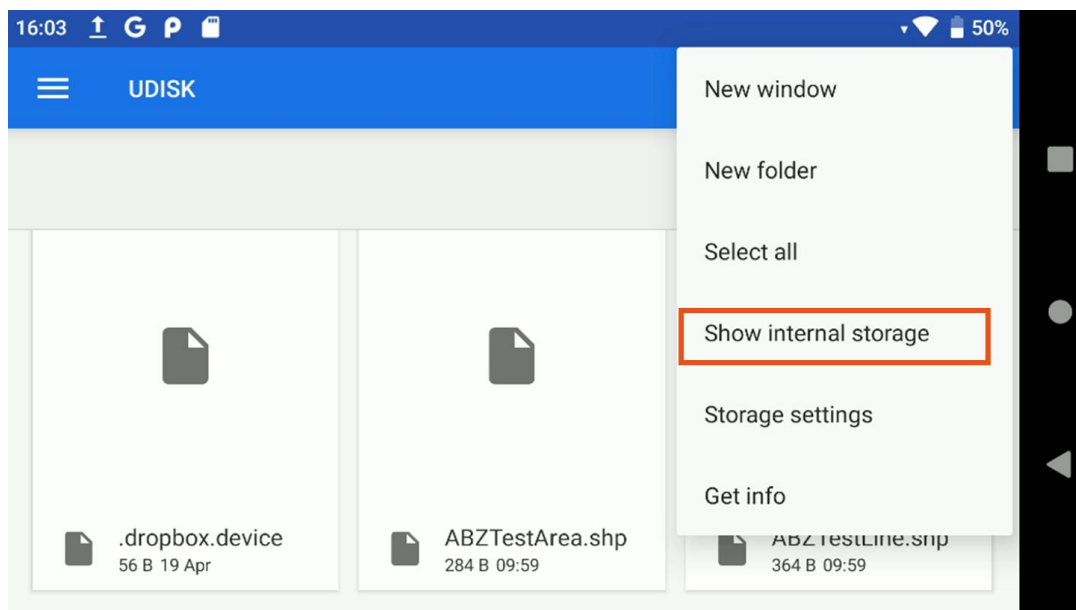 16:03
50%
UDISK
New window
New folder
Select all
Show internal storage
Storage settings
Get info
.dropbox.device
56 B 19 Apr
ABZTestArea.shp
284 B 09:59
ABZTestLine.shp
364 B 09:59